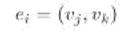 e_i = (v_j, v_k)